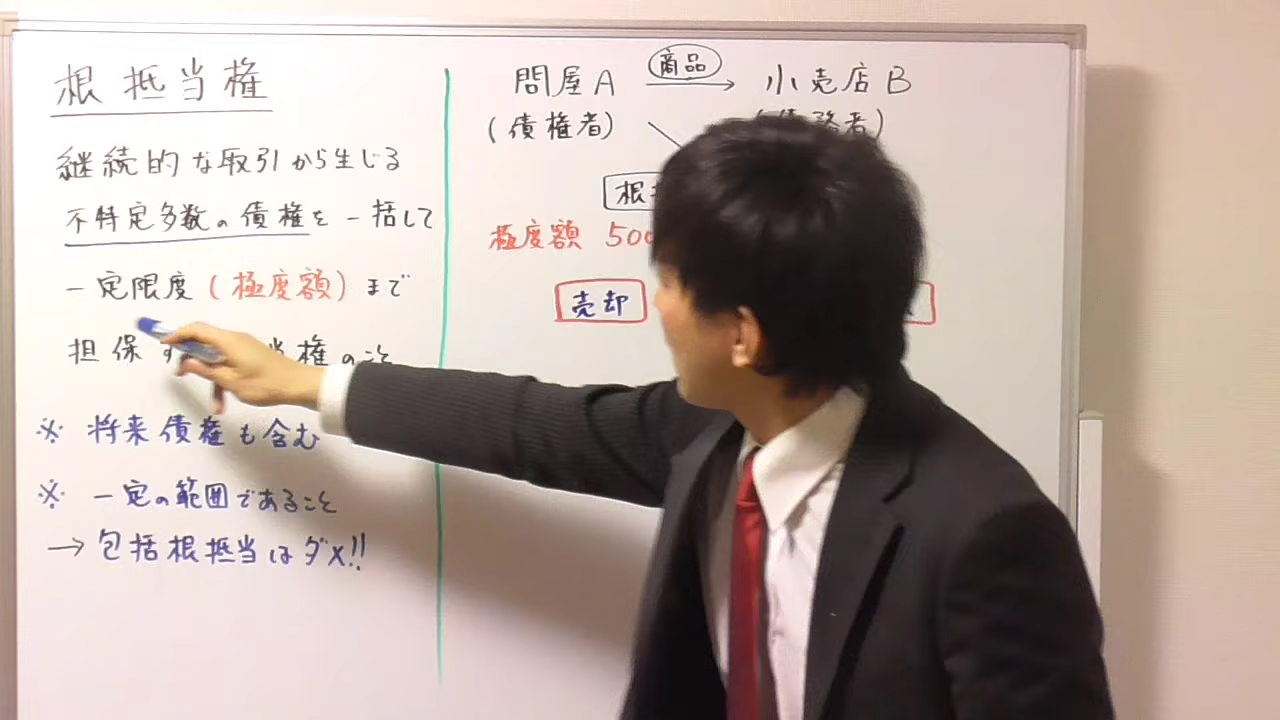 根抵当権
継続的な取引から生じる
不特定多数の債権を一括して
一定限度(極度額)まで
担保す 当権のこと
※ 将来債権も含む
※ 一定の範囲であること
→ 包括根抵当はダメ!!
問屋A 商品 → 小売店B
(債権者) (債務者)
根
極度額 500
売却